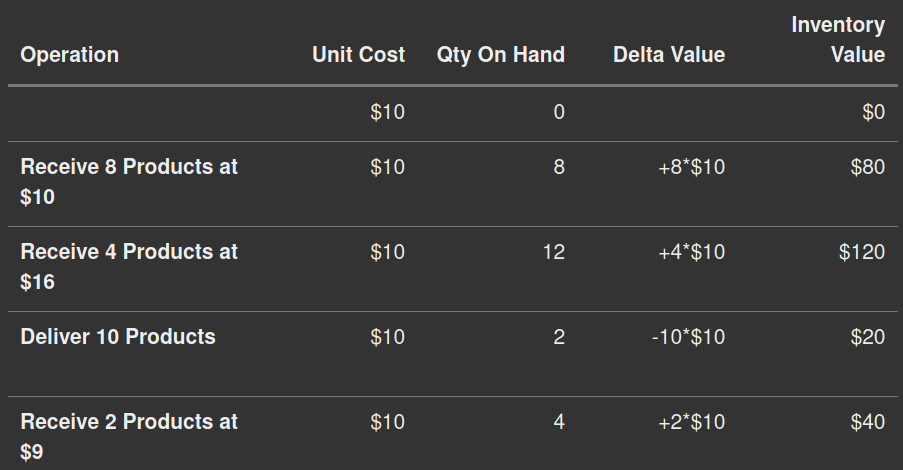 Operation Unit Cost Qty On Hand Delta Value Inventory Value
$10 0 $0
Receive 8 Products at $10 $10 8 +8*$10 $80
Receive 4 Products at $16 $10 12 +4*$10 $120
Deliver 10 Products $10 2 -10*$10 $20
Receive 2 Products at $9 $10 4 +2*$10 $40